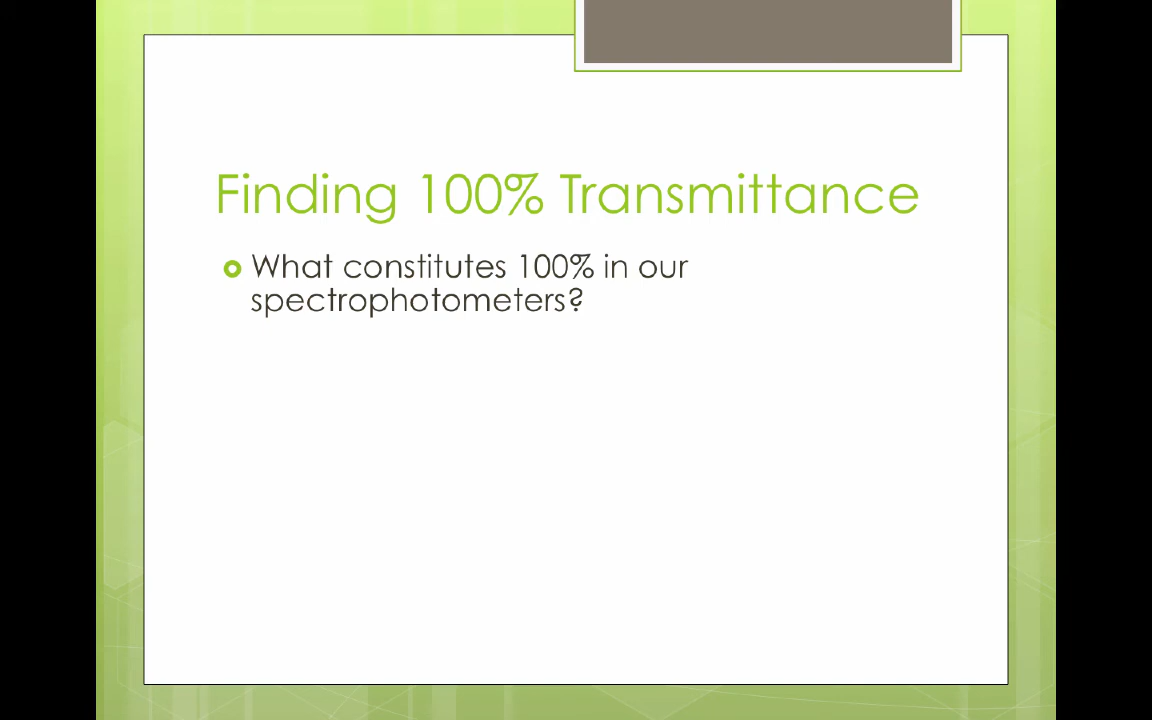 Finding 100% Transmittance
What constitutes 100% in our
spectrophotometers?